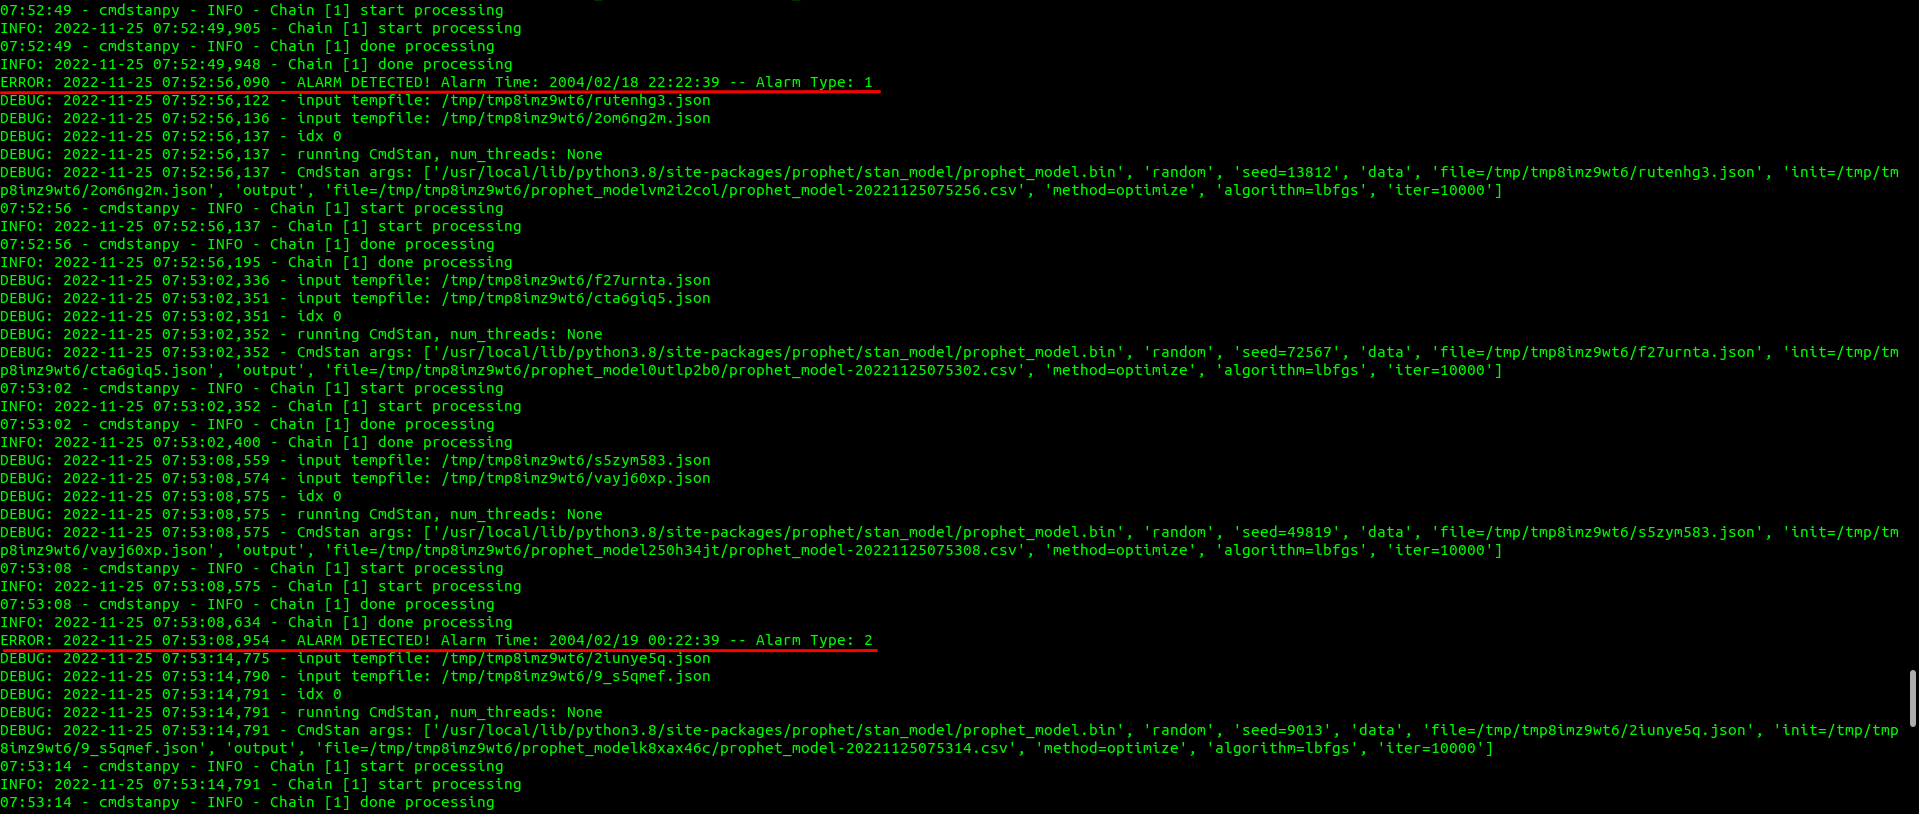 07:52:49 - cmdstanpy - INFO - Chain [1] start processing
INFO: 2022-11-25 07:52:49,905 - Chain [1] start processing
07:52:49 - cmdstanpy - INFO - Chain [1] done processing
INFO: 2022-11-25 07:52:49,948 - Chain [1] done processing
ERROR: 2022-11-25 07:52:56,090 - ALARM DETECTED! Alarm Time: 2004/02/18 22:22:39 -- Alarm Type: 1
DEBUG: 2022-11-25 07:52:56,122 - input tempfile: /tmp/tmp8imz9wt6/rutenhg3.json
DEBUG: 2022-11-25 07:52:56,136 - input tempfile: /tmp/tmp8imz9wt6/2om6ng2m.json
DEBUG: 2022-11-25 07:52:56,137 - idx 0
DEBUG: 2022-11-25 07:52:56,137 - running CmdStan, num_threads: None
DEBUG: 2022-11-25 07:52:56,137 - CmdStan args: ['/usr/local/lib/python3.8/site-packages/prophet/stan_model/prophet_model.bin', 'random', 'seed=13812', 'data', 'file=/tmp/tmp8imz9wt6/rutenhg3.json', 'init=/tmp/tm
p8imz9wt6/2om6ng2m.json', 'output', 'file=/tmp/tmp8imz9wt6/prophet_modelvm2i2col/prophet_model-20221125075256.csv', 'method=optimize', 'algorithm=lbfgs', 'iter=10000']
07:52:56 - cmdstanpy - INFO - Chain [1] start processing
INFO: 2022-11-25 07:52:56,137 - Chain [1] start processing
07:52:56 - cmdstanpy - INFO - Chain [1] done processing
INFO: 2022-11-25 07:52:56,195 - Chain [1] done processing
DEBUG: 2022-11-25 07:53:02,336 - input tempfile: /tmp/tmp8imz9wt6/f27urnta.json
DEBUG: 2022-11-25 07:53:02,351 - input tempfile: /tmp/tmp8imz9wt6/cta6giq5.json
DEBUG: 2022-11-25 07:53:02,351 - idx 0
DEBUG: 2022-11-25 07:53:02,352 - running CmdStan, num_threads: None
DEBUG: 2022-11-25 07:53:02,352 - CmdStan args: ['/usr/local/lib/python3.8/site-packages/prophet/stan_model/prophet_model.bin', 'random', 'seed=72567', 'data', 'file=/tmp/tmp8imz9wt6/f27urnta.json', 'init=/tmp/tm
p8imz9wt6/cta6giq5.json', 'output', 'file=/tmp/tmp8imz9wt6/prophet_model0utlp2b0/prophet_model-20221125075302.csv', 'method=optimize', 'algorithm=lbfgs', 'iter=10000']
07:53:02 - cmdstanpy - INFO - Chain [1] start processing
INFO: 2022-11-25 07:53:02,352 - Chain [1] start processing
07:53:02 - cmdstanpy - INFO - Chain [1] done processing
INFO: 2022-11-25 07:53:02,400 - Chain [1] done processing
DEBUG: 2022-11-25 07:53:08,559 - input tempfile: /tmp/tmp8imz9wt6/s5zym583.json
DEBUG: 2022-11-25 07:53:08,574 - input tempfile: /tmp/tmp8imz9wt6/vayj60xp.json
DEBUG: 2022-11-25 07:53:08,575 - idx 0
DEBUG: 2022-11-25 07:53:08,575 - running CmdStan, num_threads: None
DEBUG: 2022-11-25 07:53:08,575 - CmdStan args: ['/usr/local/lib/python3.8/site-packages/prophet/stan_model/prophet_model.bin', 'random', 'seed=49819', 'data', 'file=/tmp/tmp8imz9wt6/s5zym583.json', 'init=/tmp/tm
p8imz9wt6/vayj60xp.json', 'output', 'file=/tmp/tmp8imz9wt6/prophet_model250h34jt/prophet_model-20221125075308.csv', 'method=optimize', 'algorithm=lbfgs', 'iter=10000']
07:53:08 - cmdstanpy - INFO - Chain [1] start processing
INFO: 2022-11-25 07:53:08,575 - Chain [1] start processing
07:53:08 - cmdstanpy - INFO - Chain [1] done processing
INFO: 2022-11-25 07:53:08,634 - Chain [1] done processing
ERROR: 2022-11-25 07:53:08,954 - ALARM DETECTED! Alarm Time: 2004/02/19 00:22:39 -- Alarm Type: 2
DEBUG: 2022-11-25 07:53:14,775 - input tempfile: /tmp/tmp8imz9wt6/2iunye5q.json
DEBUG: 2022-11-25 07:53:14,790 - input tempfile: /tmp/tmp8imz9wt6/9_s5qmef.json
DEBUG: 2022-11-25 07:53:14,791 - idx 0
DEBUG: 2022-11-25 07:53:14,791 - running CmdStan, num_threads: None
DEBUG: 2022-11-25 07:53:14,791 - CmdStan args: ['/usr/local/lib/python3.8/site-packages/prophet/stan_model/prophet_model.bin', 'random', 'seed=9013', 'data', 'file=/tmp/tmp8imz9wt6/2iunye5q.json', 'init=/tmp/tmp
8imz9wt6/9_s5qmef.json', 'output', 'file=/tmp/tmp8imz9wt6/prophet_modelk8xax46c/prophet_model-20221125075314.csv', 'method=optimize', 'algorithm=lbfgs', 'iter=10000']
07:53:14 - cmdstanpy - INFO - Chain [1] start processing
INFO: 2022-11-25 07:53:14,791 - Chain [1] start processing
07:53:14 - cmdstanpy - INFO - Chain [1] done processing